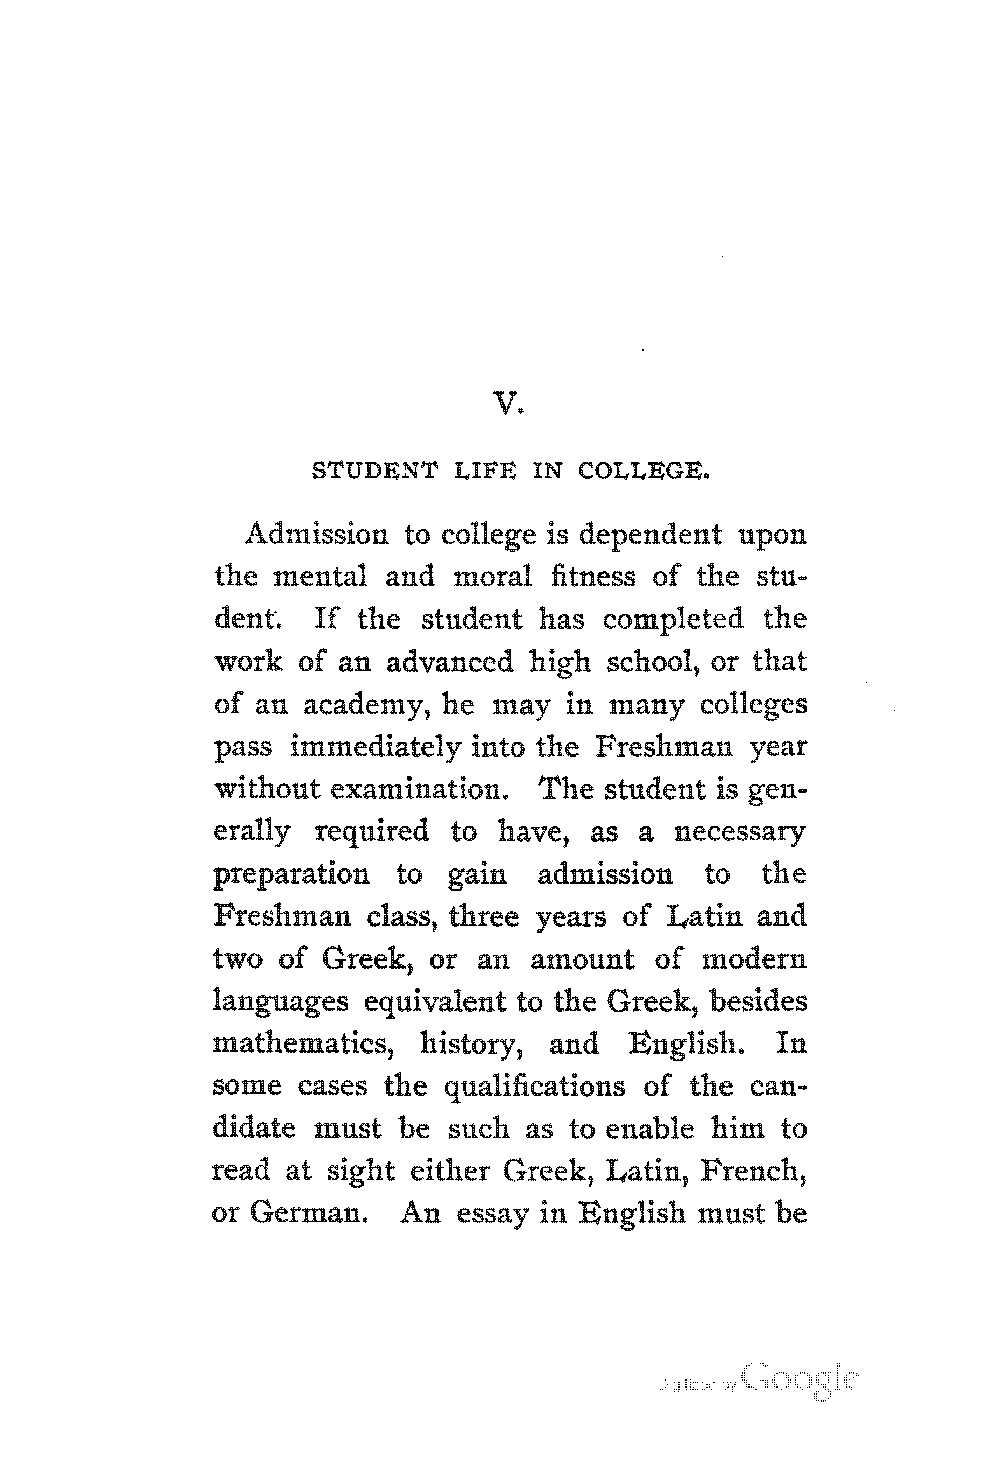 V.
STUDENT LIFE IN COLLEGE.
Admission to college is dependent upon
the mental and moral fitness of the stu-
dent. If the student has completed the
work of an advanced high school, or that
of an academy, he may in many colleges
pass immediately into the Freshman year
without examination. The student is gen-
erally required to have, as a necessary
preparation to gain admission to the
Freshman class, three years of Latin and
two of Greek, or an amount of modern
languages equivalent to the Greek, besides
mathematics, history, and English. In
some cases the qualifications of the can-
didate must be such as to enable him to
read at sight either Greek, Latin, French,
or German. An essay in English must be
Digitized by Google